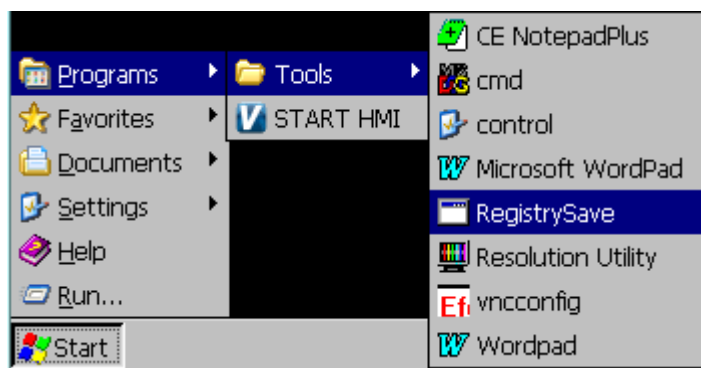 Programs
Favorites
Documents
Settings
Help
Run...
Start
Tools
START HMI
CE NotepadPlus
cmd
control
Microsoft WordPad
RegistrySave
Resolution Utility
vncconfig
Wordpad